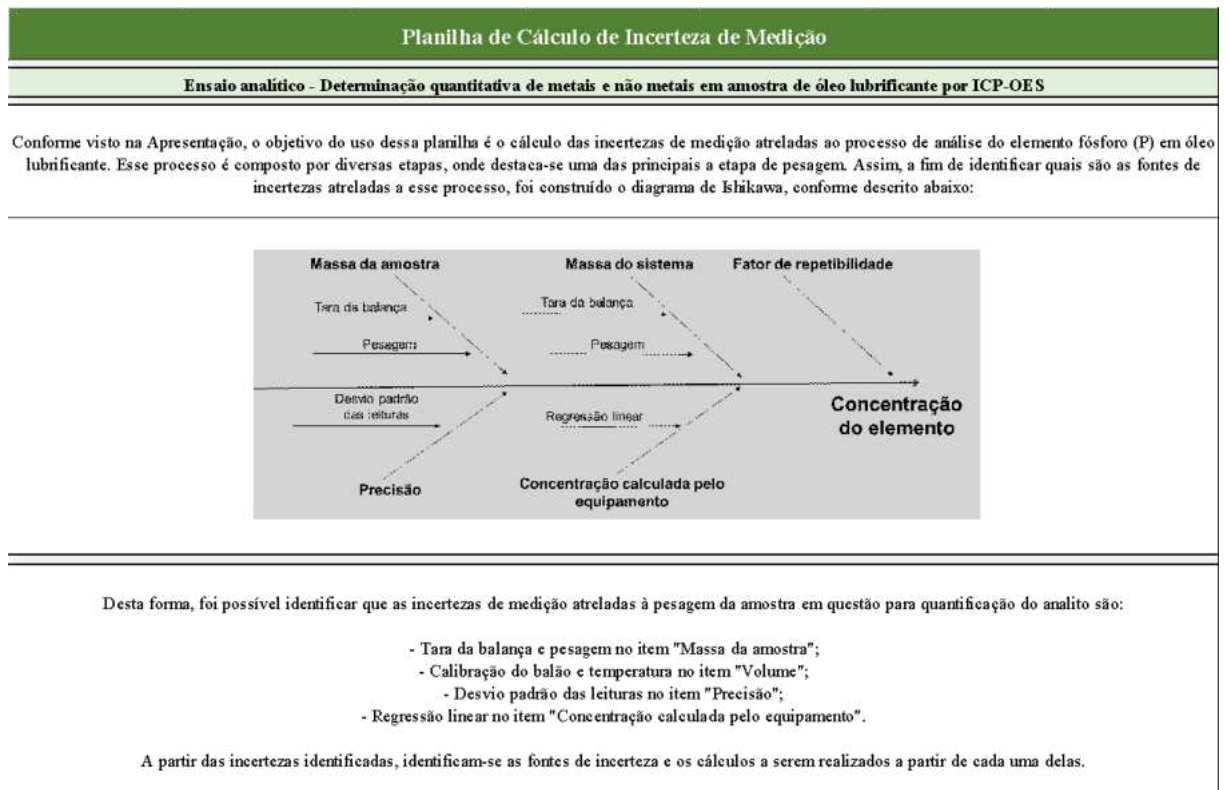 Planilha de Cálculo de Incerteza de Medição
Ensaio analítico - Determinação quantitativa de metais e não metais em amostra de óleo lubrificante por ICP-OES
Conforme visto na Apresentação, o objetivo do uso dessa planilha é o cálculo das incertezas de medição atreladas ao processo de análise do elemento fósforo (P) em óleo
lubrificante. Esse processo é composto por diversas etapas, onde destaca-se uma das principais a etapa de pesagem. Assim, a fim de identificar quais são as fontes de
incertezas atreladas a esse processo, foi construído o diagrama de Ishikawa, conforme descrito abaixo:
Massa da amostra
Massa do sistema
Fator de repetibilidade
Tara da balança
Tara da balança
Pesagem
Pesagem
Desvio padrão
das leituras
Regressão linear
Concentração
do elemento
Precisão
Concentração calculada pelo
equipamento
Desta forma, foi possível identificar que as incertezas de medição atreladas à pesagem da amostra em questão para quantificação do analito são:
- Tara da balança e pesagem no item "Massa da amostra";
- Calibração do balão e temperatura no item "Volume";
- Desvio padrão das leituras no item "Precisão";
- Regressão linear no item "Concentração calculada pelo equipamento".
A partir das incertezas identificadas, identificam-se as fontes de incerteza e os cálculos a serem realizados a partir de cada uma delas.